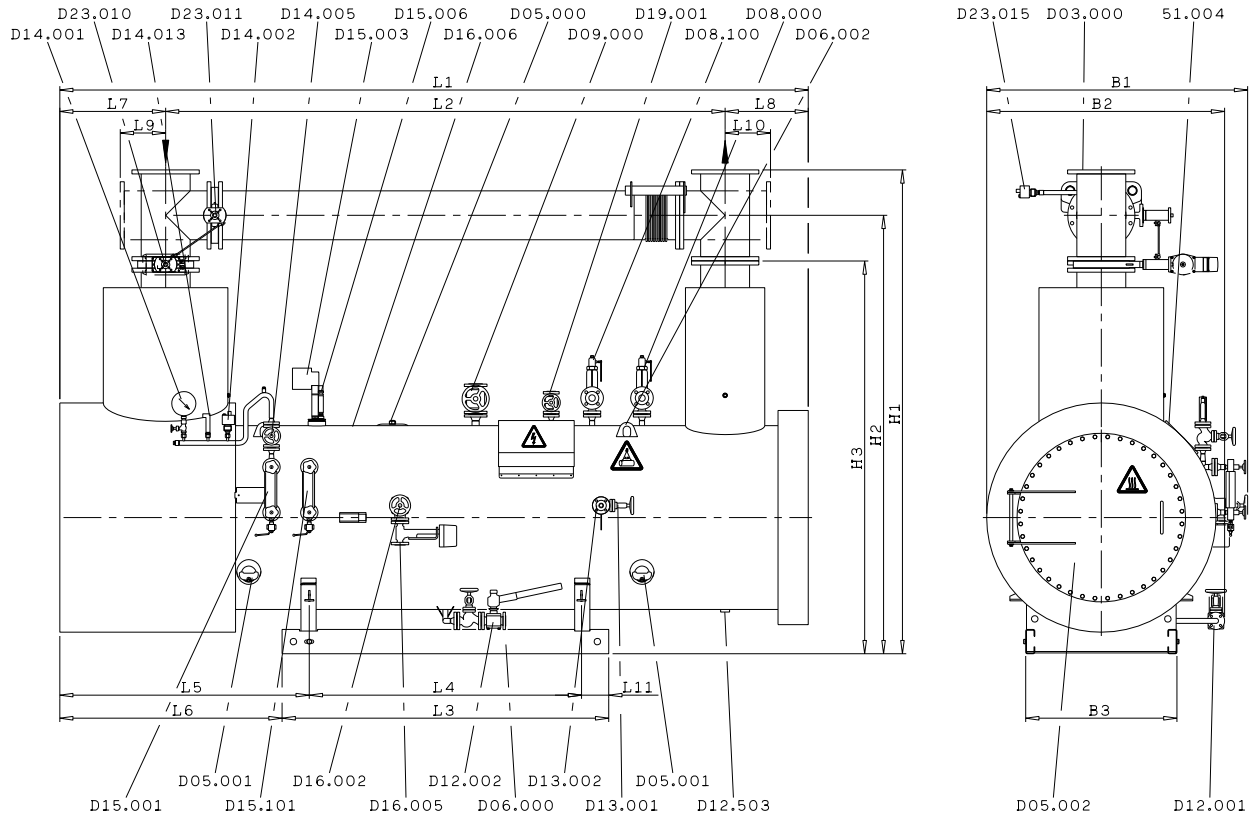 D23.010 D23.011 D14.005 D15.006 D05.000 D19.001 D08.000 D23.015 D03.000 51.004
D14.001 D14.013 D14.002 D15.003 D16.006 D09.000 D08.100 D06.002
L1 B1
L7 L2 L8 B2
L9 L10
H1
H2
H3
L5 L4 L11
L6 L3 B3
D05.001 D16.002 D12.002 D13.002 D05.001
D15.001 D15.101 D16.005 D06.000 D13.001 D12.503 D05.002 D12.001